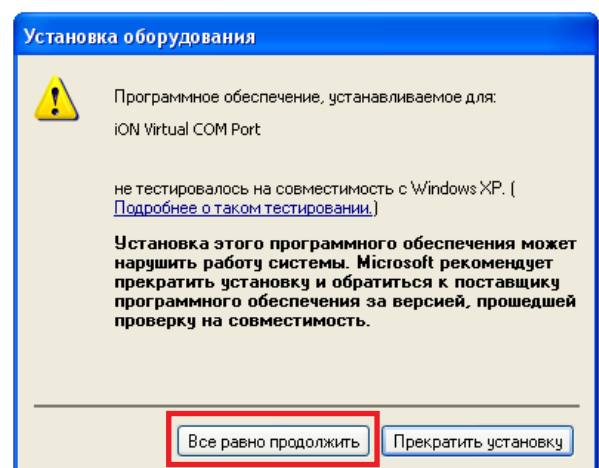 Установка оборудования
Программное обеспечение, устанавливаемое для:
iON Virtual COM Port
не тестировалось на совместимость с Windows XP. (
Подробнее о таком тестировании.)
Установка этого программного обеспечения может
нарушить работу системы. Microsoft рекомендует
прекратить установку и обратиться к поставщику
программного обеспечения за версией, прошедшей
проверку на совместимость.
Все равно продолжить
Прекратить установку